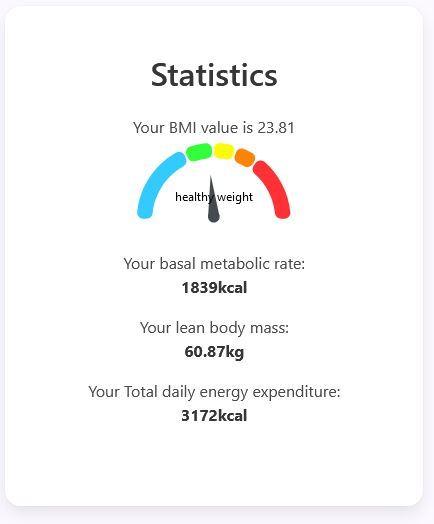 Statistics
Your BMI value is 23.81
healthy weight
Your basal metabolic rate:
1839kcal
Your lean body mass:
60.87kg
Your Total daily energy expenditure:
3172kcal